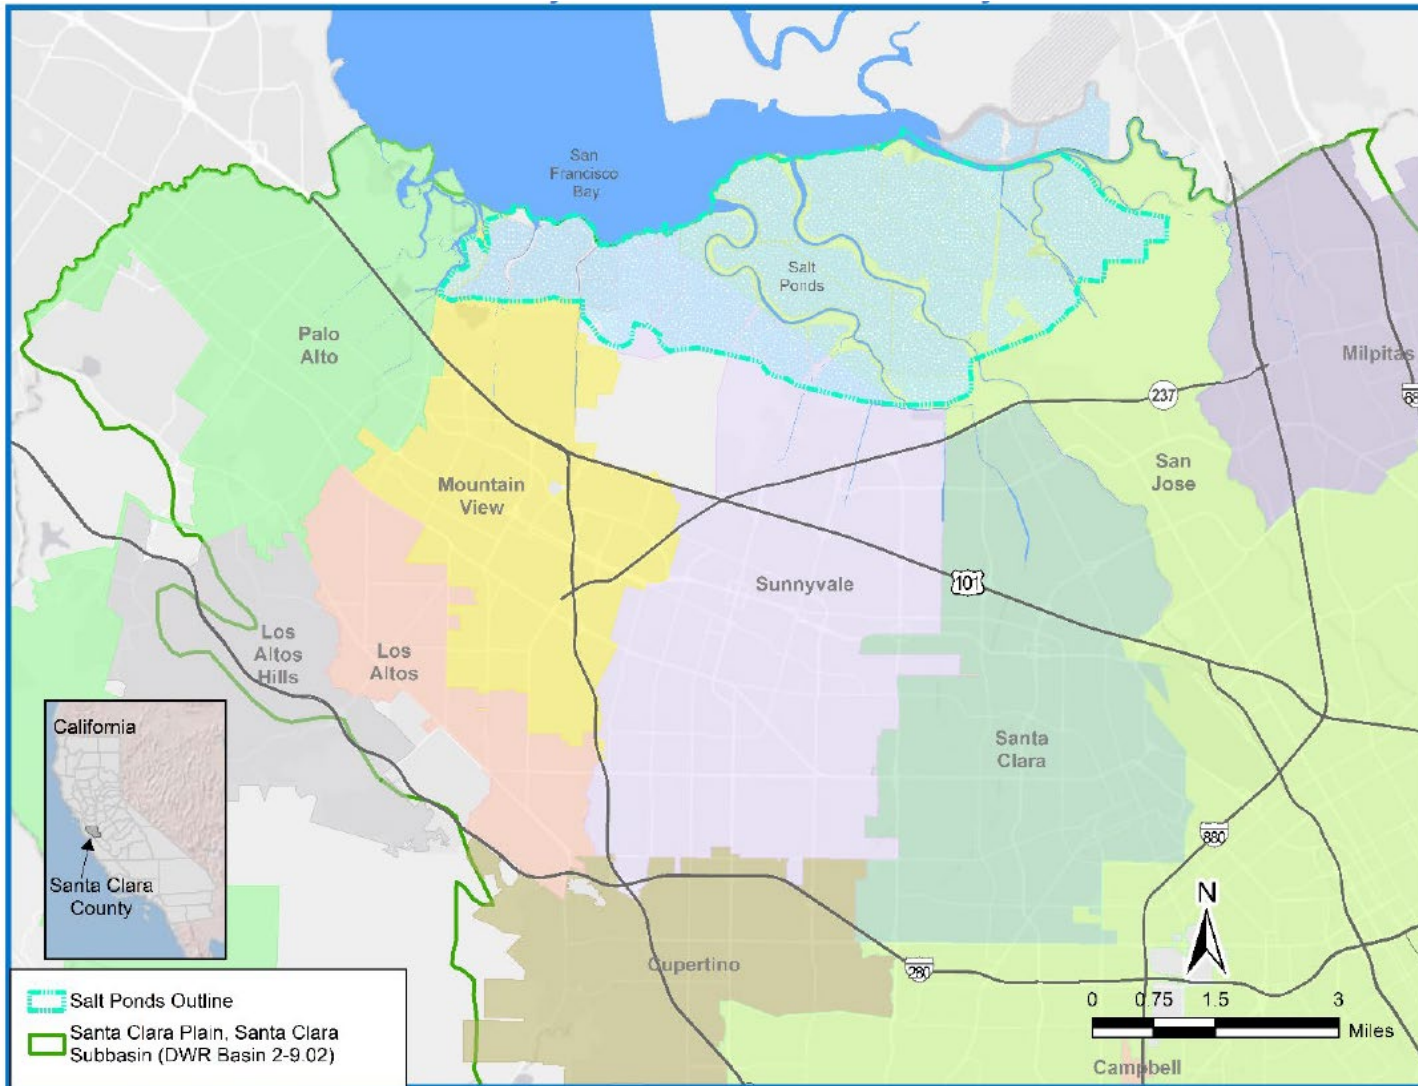 San
Francisco
Bay
Salt
Ponds
Palo
Alto
Milpitas
237
Mountain
View
San
Jose
101
Sunnyvale
Los
Altos
Hills
Los
Altos
California
Santa Clara
County
Santa
Clara
880
N
Cupertino
280
0 0.75 1.5 3
Miles
Campbell
Salt Ponds Outline
Santa Clara Plain, Santa Clara
Subbasin (DWR Basin 2-9.02)